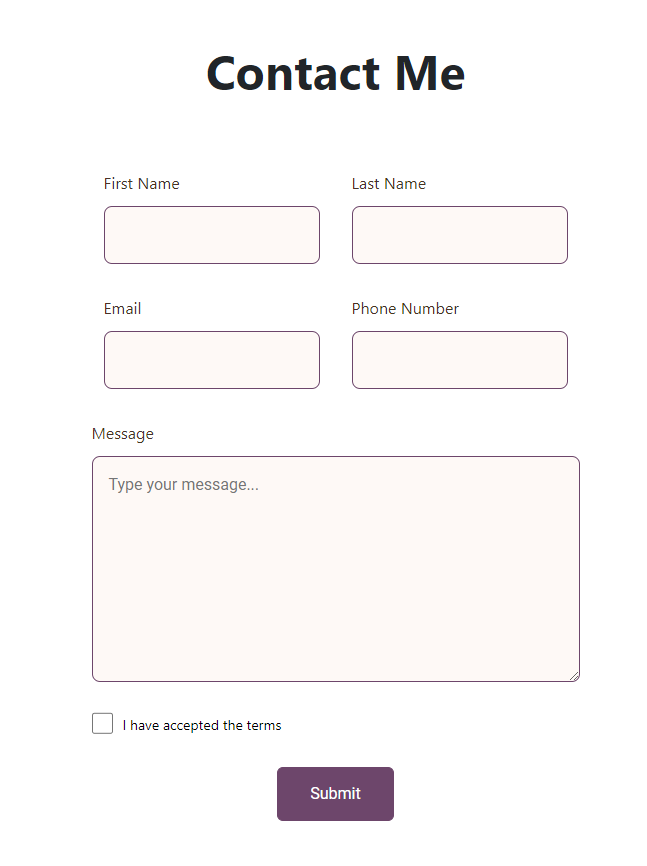 Contact Me
First Name
Last Name
Email
Phone Number
Message
Type your message...
I have accepted the terms
Submit